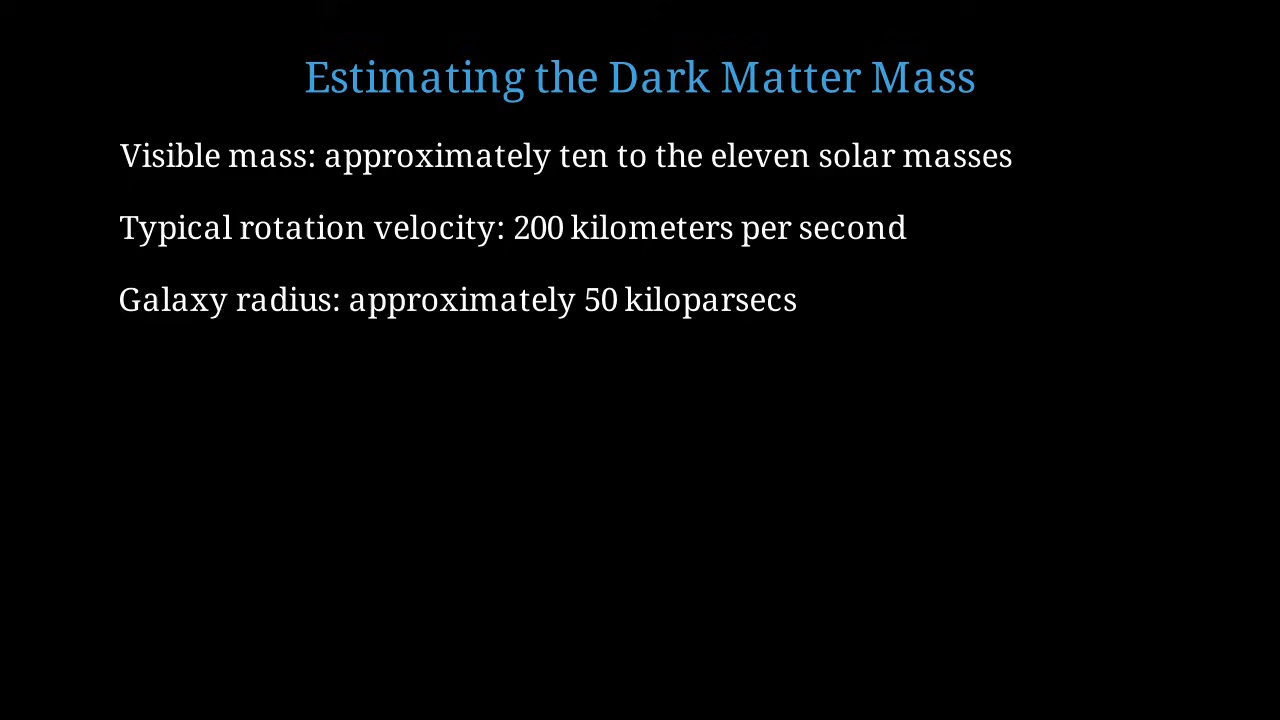 Estimating the Dark Matter Mass
Visible mass: approximately ten to the eleven solar masses
Typical rotation velocity: 200 kilometers per second
Galaxy radius: approximately 50 kiloparsecs